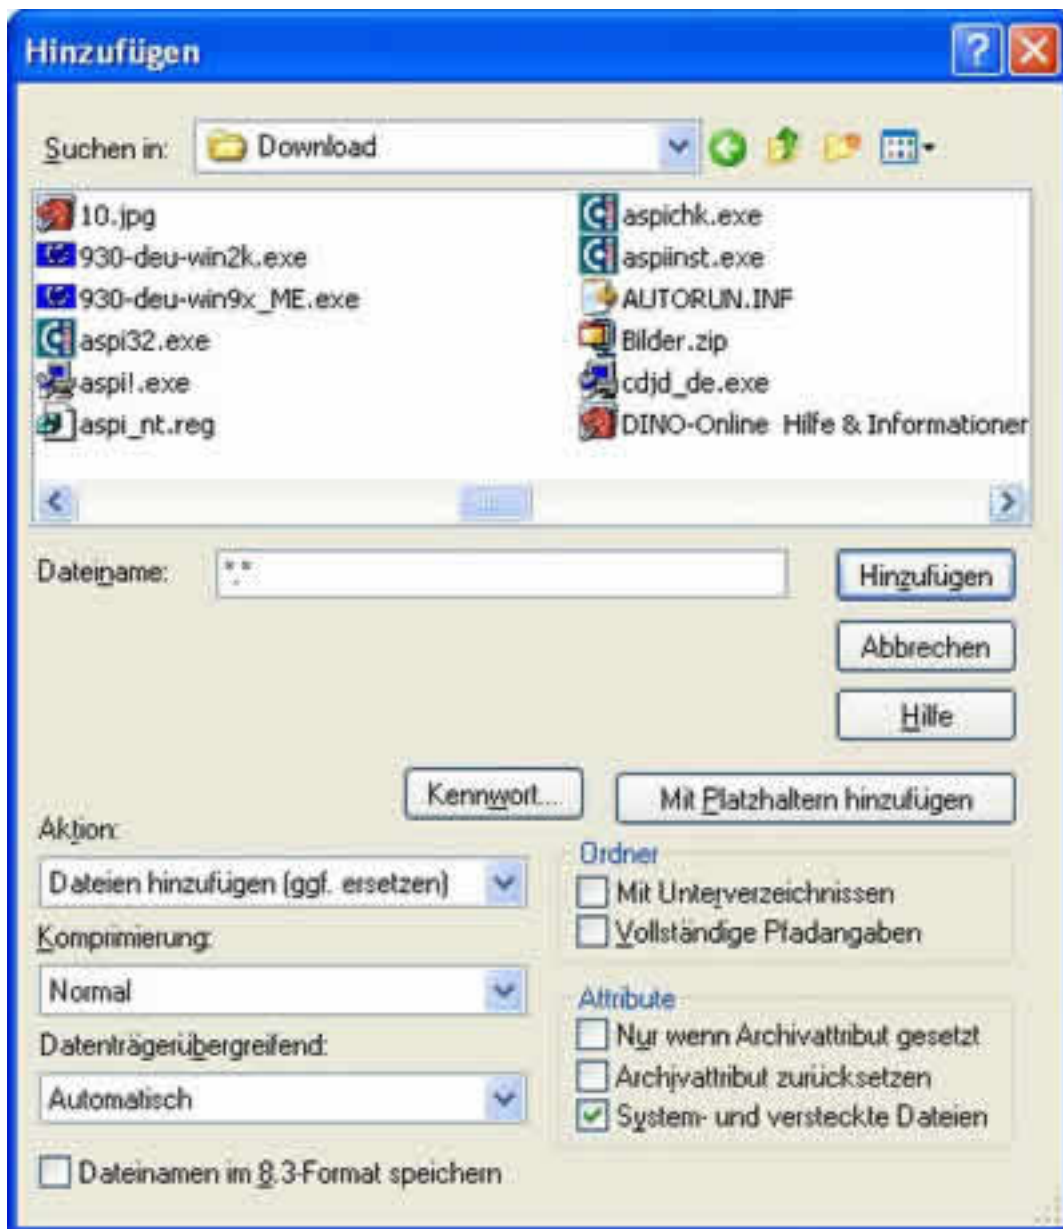 Hinzufügen
Suchen in: Download
10.jpg
930-deu-win2k.exe
930-deu-win9x_ME.exe
aspi32.exe
aspi!.exe
aspi_nt.reg
aspichk.exe
aspiinst.exe
AUTORUN.INF
Bilder.zip
cdjd_de.exe
DINO-Online Hilfe & Informationer
Dateiname: *.*
Hinzufügen
Abbrechen
Hilfe
Kennwort...
Mit Platzhaltern hinzufügen
Aktion:
Dateien hinzufügen (ggf. ersetzen)
Komprimierung:
Normal
Datenträgerübergreifend:
Automatisch
Dateinamen im 8.3-Format speichern
Ordner
Mit Unterverzeichnissen
Vollständige Pfadangaben
Attribute
Nur wenn Archivattribut gesetzt
Archivattribut zurücksetzen
System- und versteckte Dateien